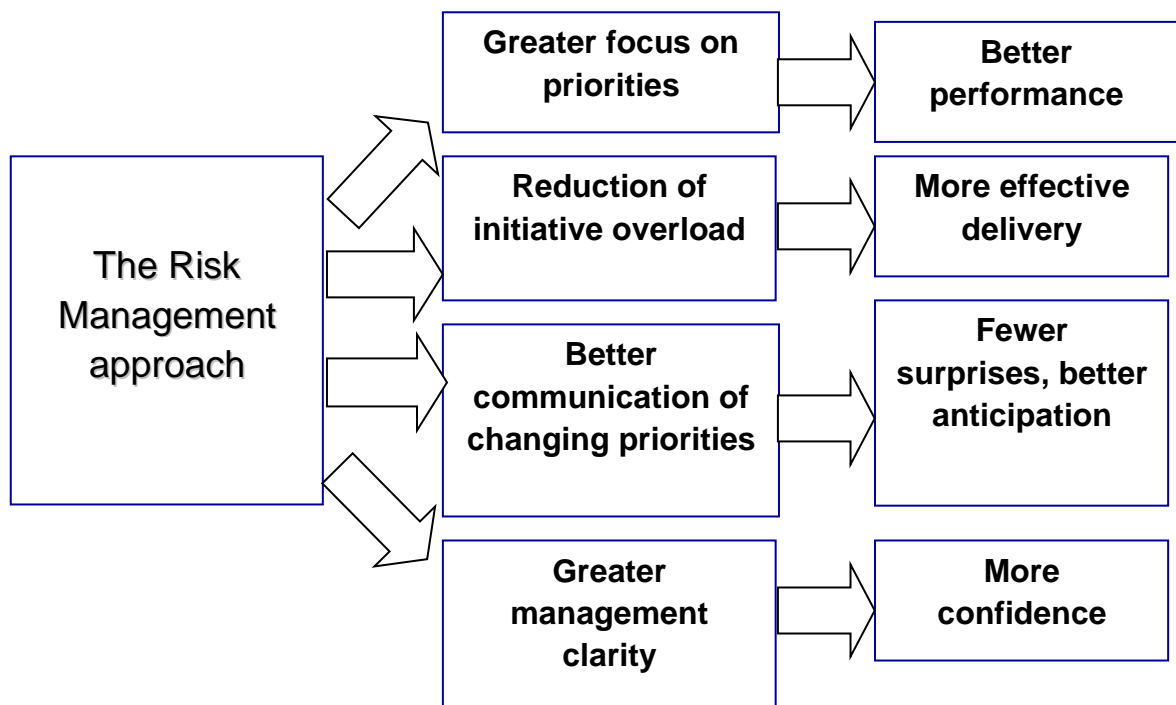 The Risk
Management
approach
Greater focus on
priorities
Better
performance
Reduction of
initiative overload
More effective
delivery
Better
communication of
changing priorities
Fewer
surprises, better
anticipation
Greater
management
clarity
More
confidence